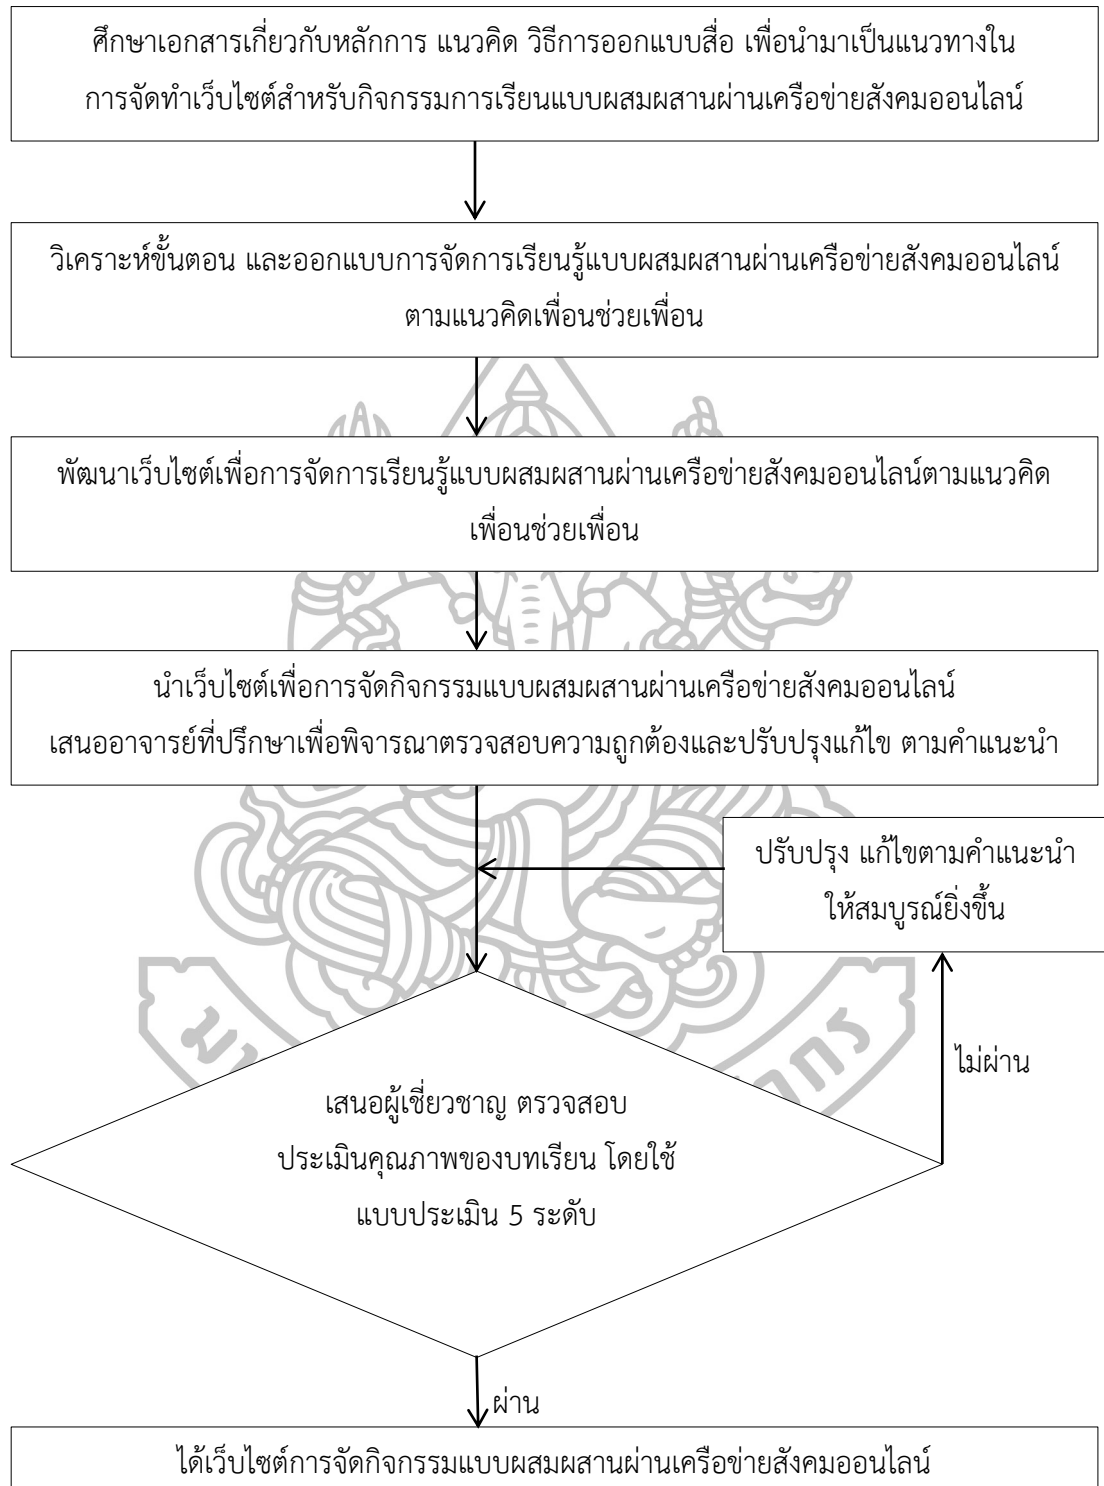 ศึกษาเอกสารเกี่ยวกับหลักการ แนวคิด วิธีการออกแบบสื่อ เพื่อนำมาเป็นแนวทางใน
การจัดทำเว็บไซต์สำหรับกิจกรรมการเรียนแบบผสมผสานผ่านเครือข่ายสังคมออนไลน์
วิเคราะห์ขั้นตอน และออกแบบการจัดการเรียนรู้แบบผสมผสานผ่านเครือข่ายสังคมออนไลน์
ตามแนวคิดเพื่อนช่วยเพื่อน
พัฒนาเว็บไซต์เพื่อการจัดการเรียนรู้แบบผสมผสานผ่านเครือข่ายสังคมออนไลน์ตามแนวคิด
เพื่อนช่วยเพื่อน
นำเว็บไซต์เพื่อการจัดกิจกรรมแบบผสมผสานผ่านเครือข่ายสังคมออนไลน์
เสนออาจารย์ที่ปรึกษาเพื่อพิจารณาตรวจสอบความถูกต้องและปรับปรุงแก้ไข ตามคำแนะนำ
ปรับปรุง แก้ไขตามคำแนะนำ
ให้สมบูรณ์ยิ่งขึ้น
ไม่ผ่าน
เสนอผู้เชี่ยวชาญ ตรวจสอบ
ประเมินคุณภาพของบทเรียน โดยใช้
แบบประเมิน 5 ระดับ
ผ่าน
ได้เว็บไซต์การจัดกิจกรรมแบบผสมผสานผ่านเครือข่ายสังคมออนไลน์